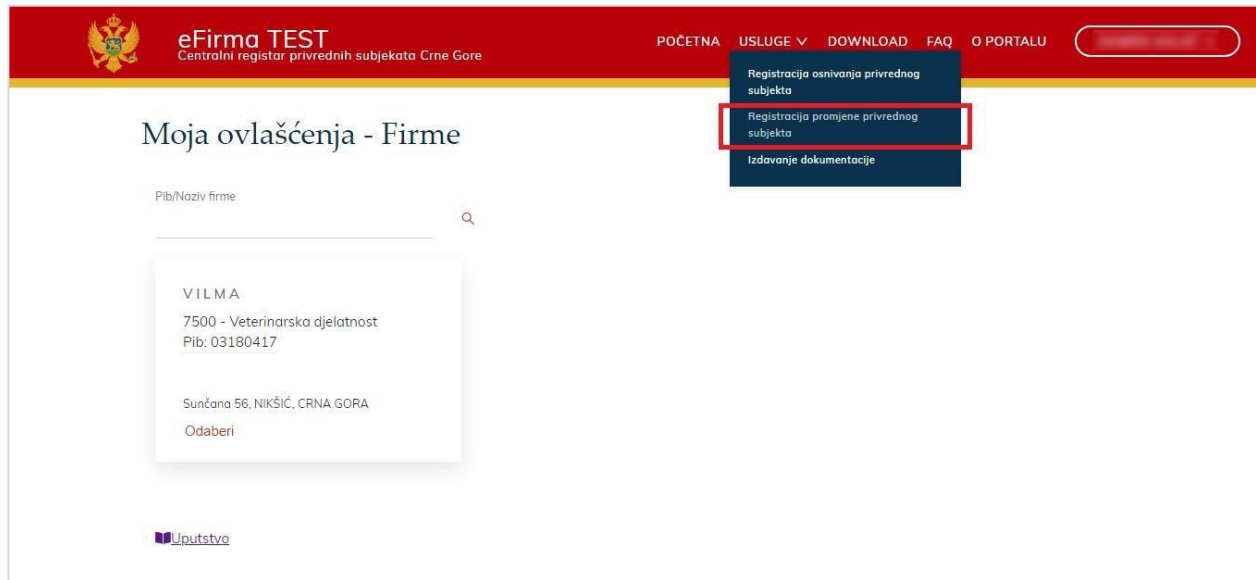 eFirma TEST
Centralni registar privrednih subjekata Crne Gore
POČETNA USLUGE DOWNLOAD FAQ O PORTALU
Registracija osnivanja privrednog
subjekta
Registracija promjene privrednog
subjekta
Izdavanje dokumentacije
Moja ovlašćenja - Firme
Pib/Naziv firme
VILMA
7500 - Veterinarska djelatnost
Pib: 03180417
Sunčana 56, NIKŠIĆ, CRNA GORA
Odaberi
Uputstvo